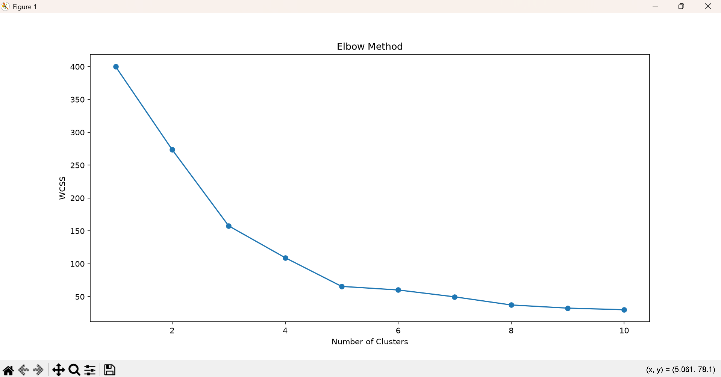 Figure 1
Elbow Method
400
350
300
250
200
150
100
50
WCSS
2 4 6 8 10
Number of Clusters
(x, y) = (5.061, 78.1)